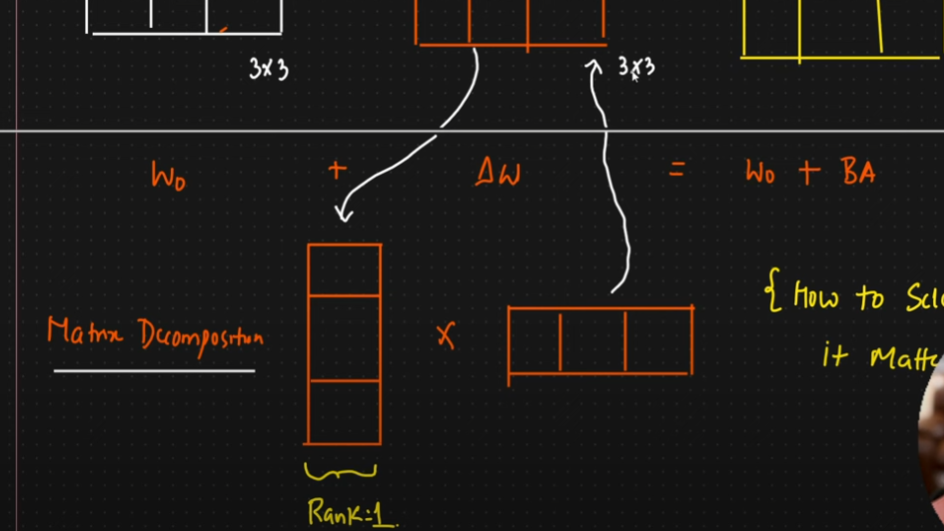 3x3
3x3
W₀ + ΔW = W₀ + BA
Matrix Decomposition
x
{ How to
it
Rank=1.